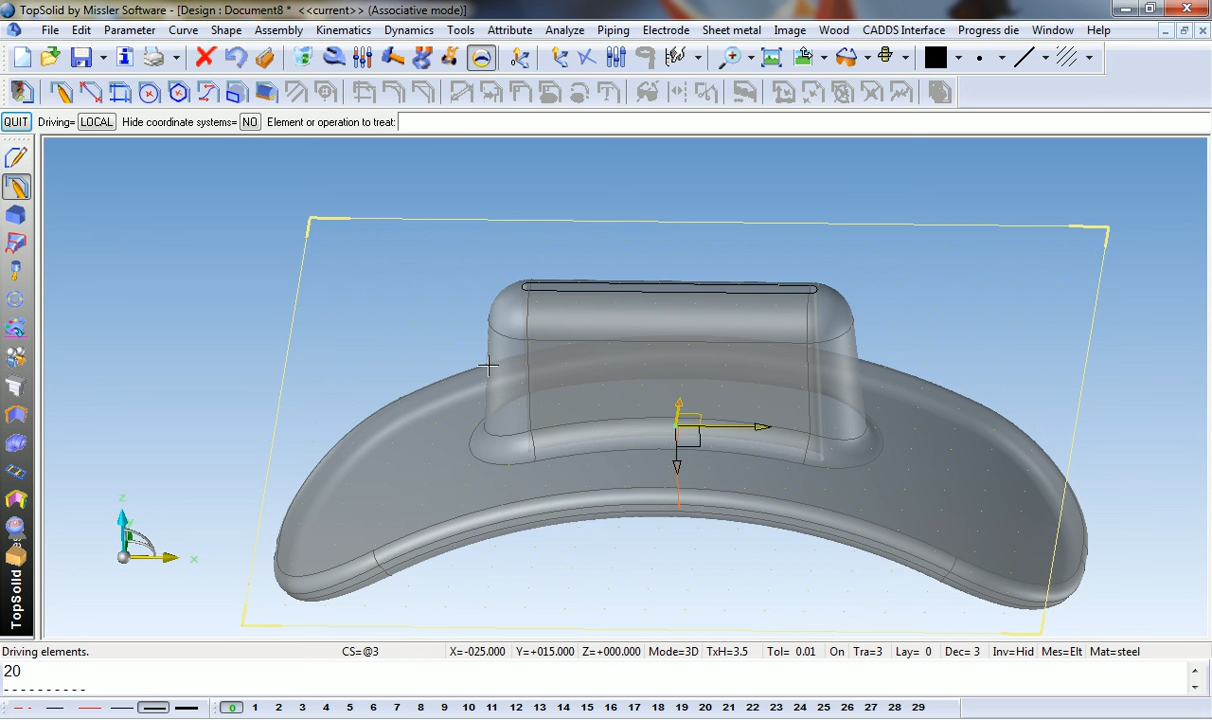 TopSolid by Missler Software - [Design : Document8 * <<current>> (Associative mode)]
File Edit Parameter Curve Shape Assembly Kinematics Dynamics Tools Attribute Analyze Piping Electrode Sheet metal Image Wood CADDS Interface Progress die Window Help
QUIT Driving= LOCAL Hide coordinate systems= NO Element or operation to treat:
z
x
TopSolid
Driving elements. CS=@3 X=-025.000 Y=+015.000 Z=+000.000 Mode=3D TxH=3.5 Tol= 0.01 On Tra=3 Lay= 0 Dec= 3 Inv=Hid Mes=Elt Mat=steel
20
----------
0 1 2 3 4 5 6 7 8 9 10 11 12 13 14 15 16 17 18 19 20 21 22 23 24 25 26 27 28 29